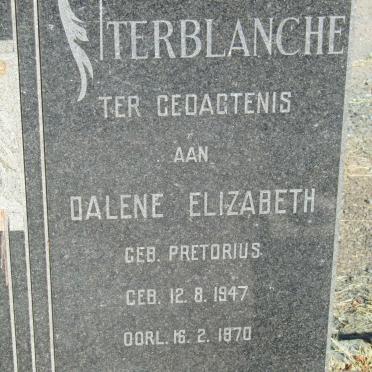 TERBLANCHE
TER GEDAGTENIS
AAN
DALENE ELIZABETH
GEB. PRETORIUS
GEB. 12. 8. 1947
OORL. 16. 2. 1970